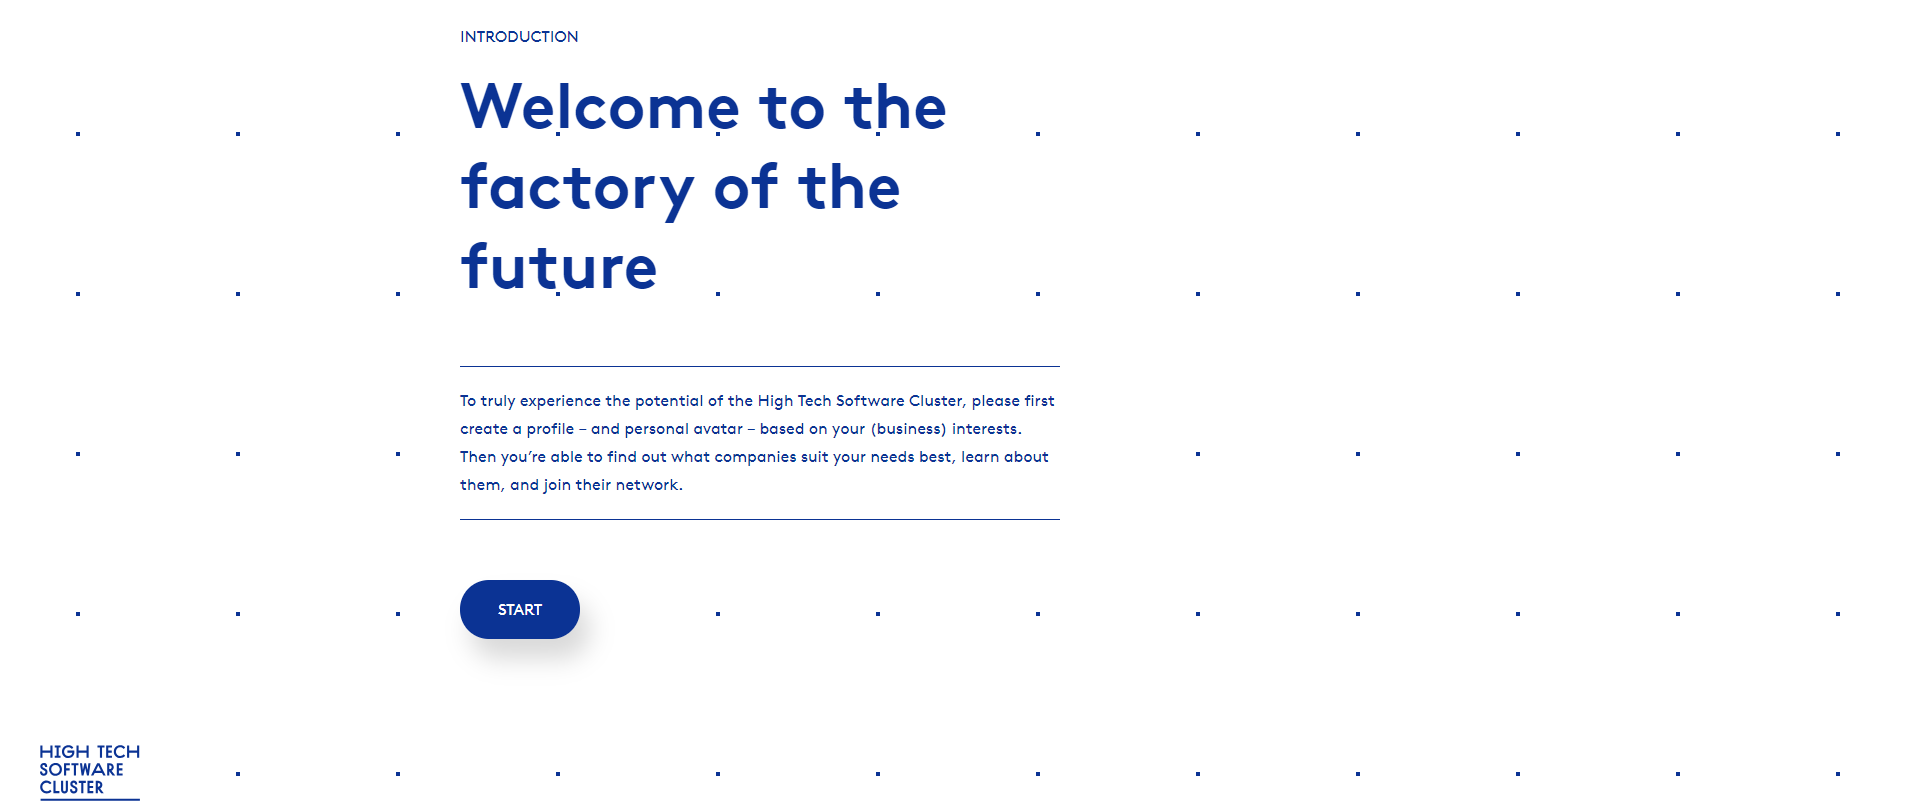 INTRODUCTION
Welcome to the
factory of the
future
To truly experience the potential of the High Tech Software Cluster, please first
create a profile – and personal avatar – based on your (business) interests.
Then you’re able to find out what companies suit your needs best, learn about
them, and join their network.
START
HIGH TECH
SOFTWARE
CLUSTER